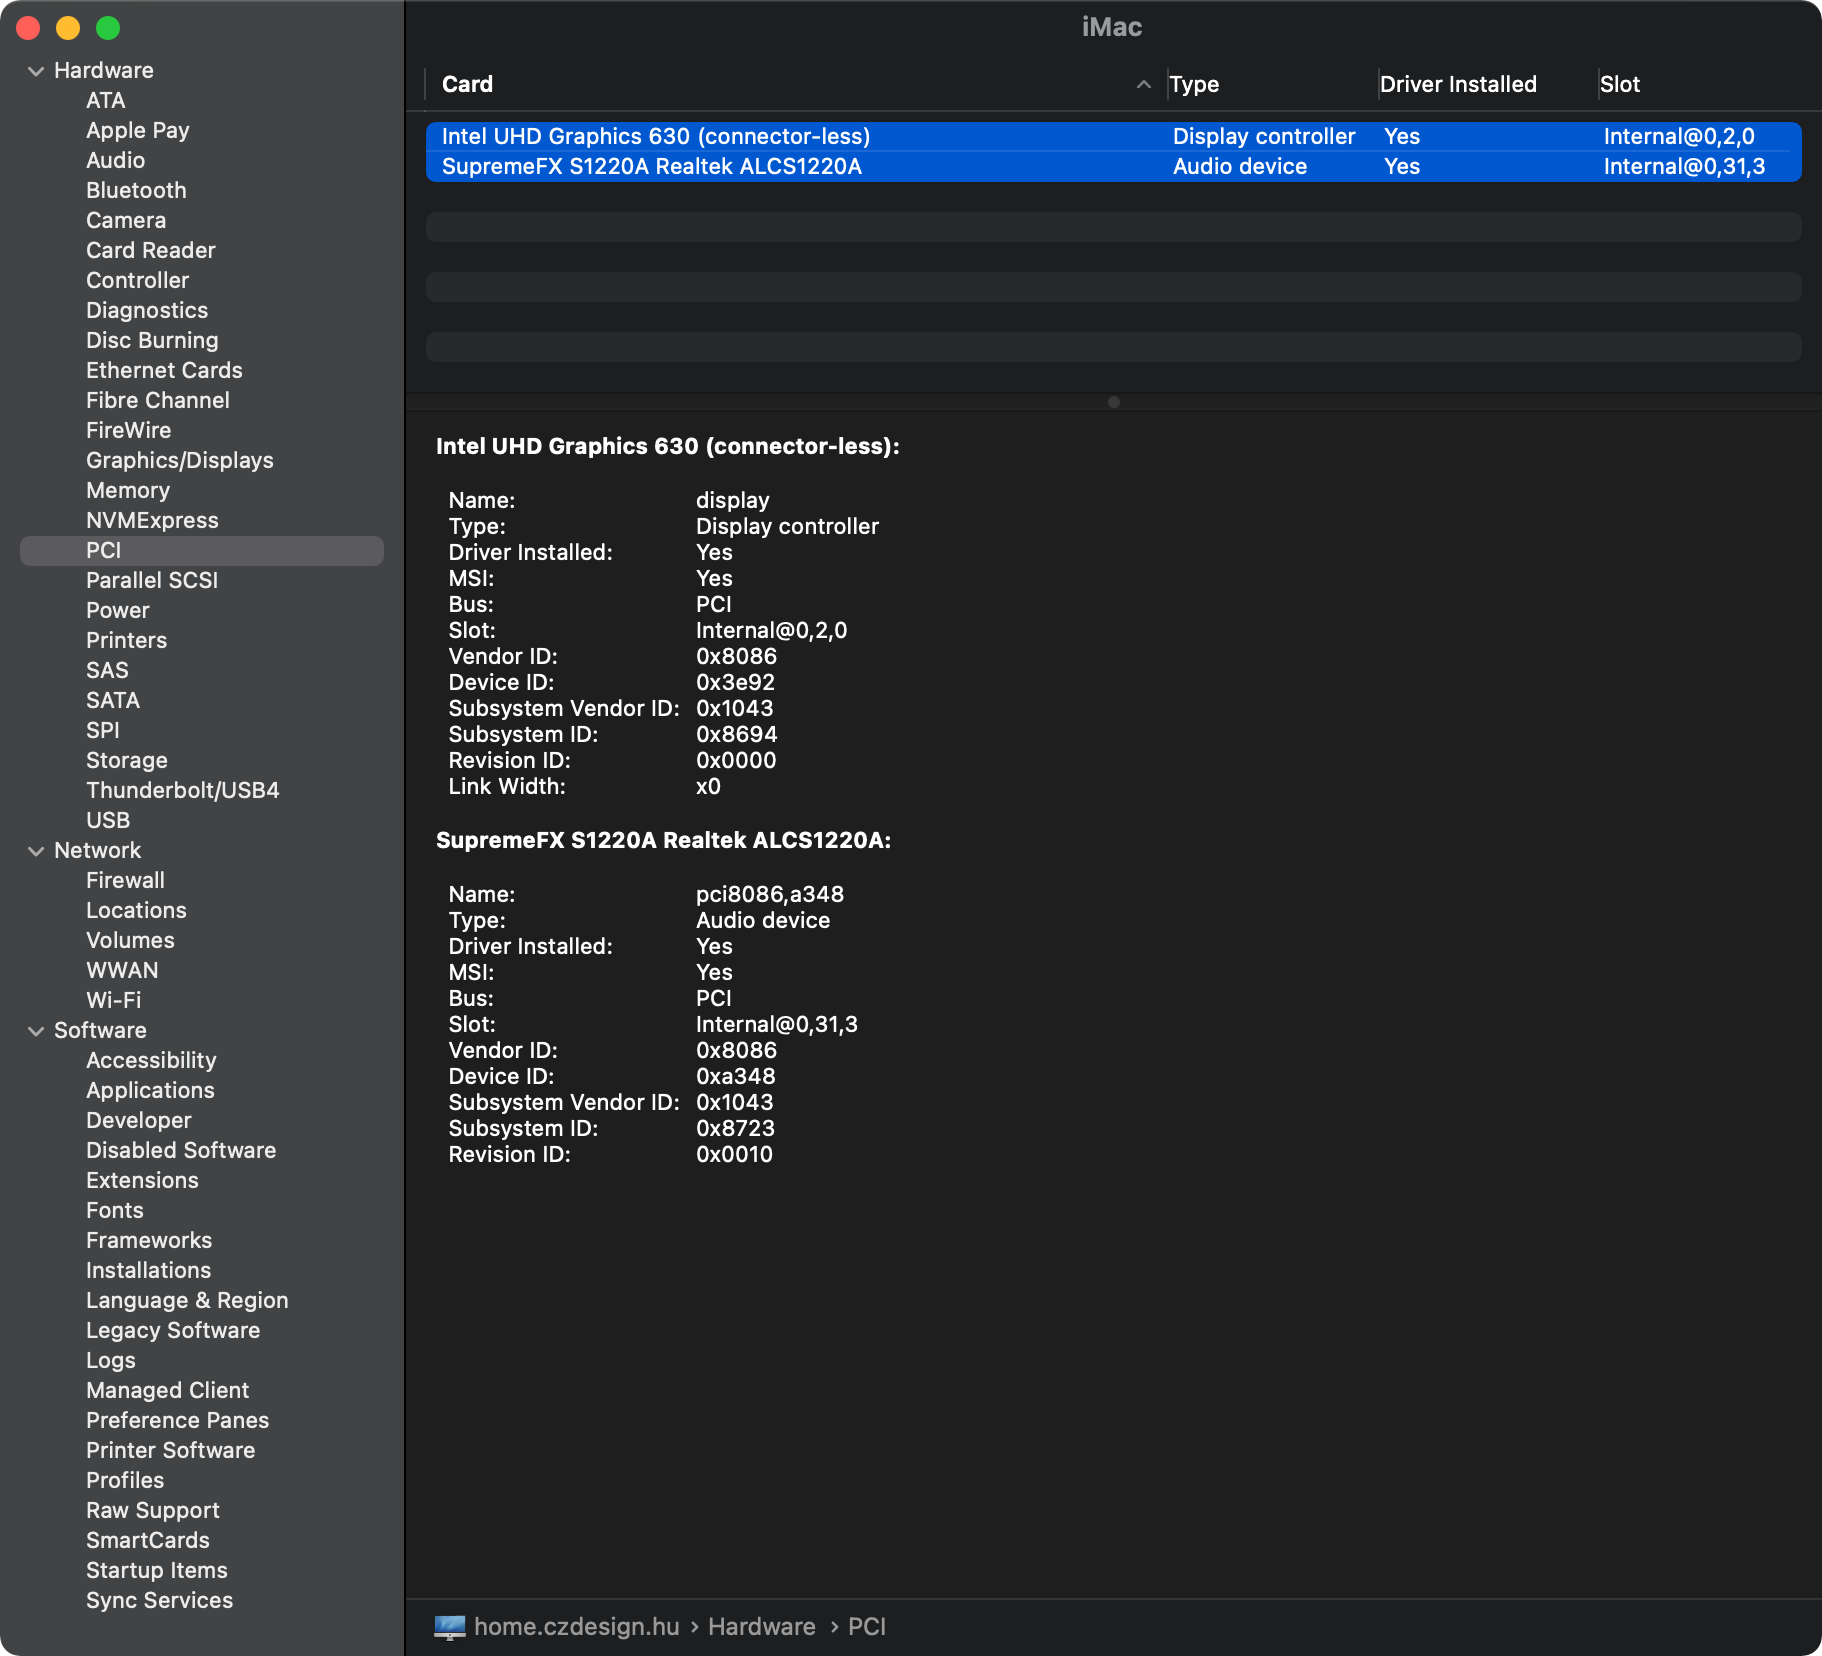 iMac
Hardware
ATA
Apple Pay
Audio
Bluetooth
Camera
Card Reader
Controller
Diagnostics
Disc Burning
Ethernet Cards
Fibre Channel
FireWire
Graphics/Displays
Memory
NVMExpress
PCI
Parallel SCSI
Power
Printers
SAS
SATA
SPI
Storage
Thunderbolt/USB4
USB
Network
Firewall
Locations
Volumes
WWAN
Wi-Fi
Software
Accessibility
Applications
Developer
Disabled Software
Extensions
Fonts
Frameworks
Installations
Language & Region
Legacy Software
Logs
Managed Client
Preference Panes
Printer Software
Profiles
Raw Support
SmartCards
Startup Items
Sync Services
Card Type Driver Installed Slot
Intel UHD Graphics 630 (connector-less) Display controller Yes Internal@0,2,0
SupremeFX S1220A Realtek ALCS1220A Audio device Yes Internal@0,31,3
Intel UHD Graphics 630 (connector-less):
Name: display
Type: Display controller
Driver Installed: Yes
MSI: Yes
Bus: PCI
Slot: Internal@0,2,0
Vendor ID: 0x8086
Device ID: 0x3e92
Subsystem Vendor ID: 0x1043
Subsystem ID: 0x8694
Revision ID: 0x0000
Link Width: x0
SupremeFX S1220A Realtek ALCS1220A:
Name: pci8086,a348
Type: Audio device
Driver Installed: Yes
MSI: Yes
Bus: PCI
Slot: Internal@0,31,3
Vendor ID: 0x8086
Device ID: 0xa348
Subsystem Vendor ID: 0x1043
Subsystem ID: 0x8723
Revision ID: 0x0010
home.czdesign.hu › Hardware › PCI